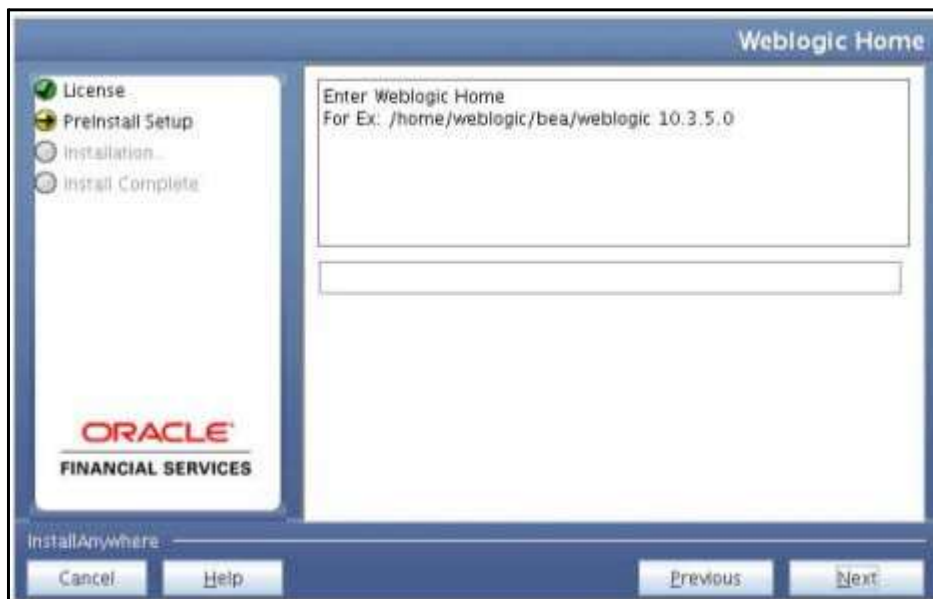 Weblogic Home
License
PreInstall Setup
Installation...
Install Complete
Enter Weblogic Home
For Ex: /home/weblogic/bea/weblogic 10.3.5.0
ORACLE
FINANCIAL SERVICES
InstallAnywhere
Cancel
Help
Previous
Next